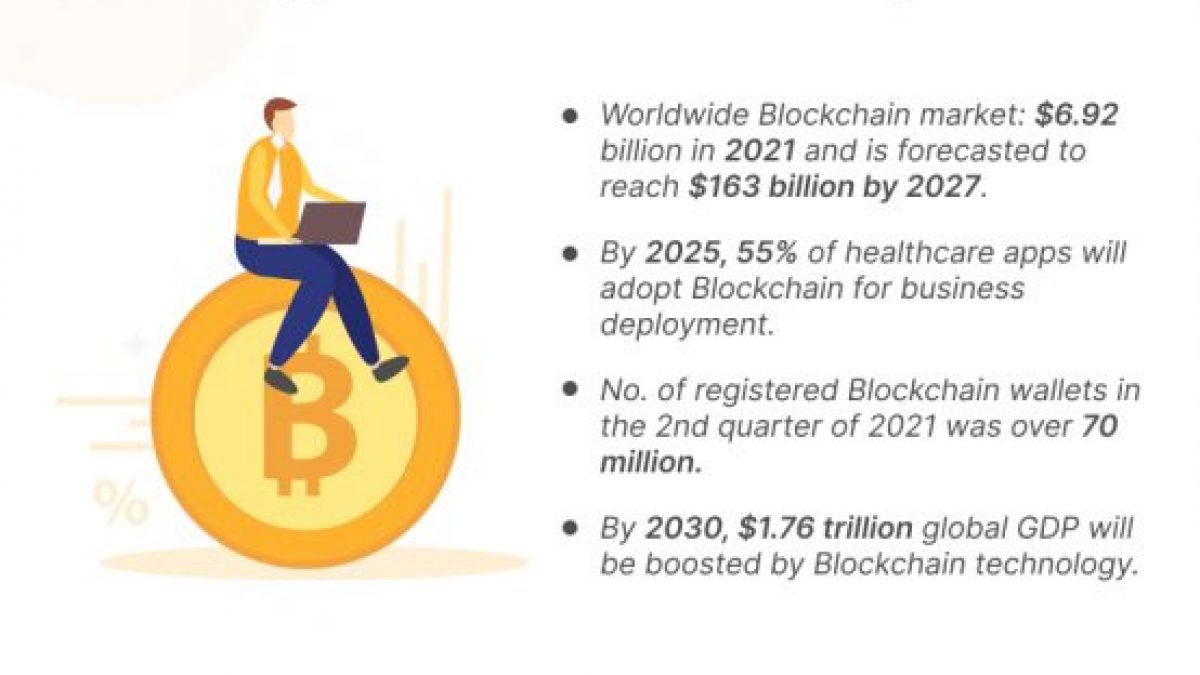 • Worldwide Blockchain market: $6.92
billion in 2021 and is forecasted to
reach $163 billion by 2027.
• By 2025, 55% of healthcare apps will
adopt Blockchain for business
deployment.
• No. of registered Blockchain wallets in
the 2nd quarter of 2021 was over 70
million.
• By 2030, $1.76 trillion global GDP will
be boosted by Blockchain technology.
%